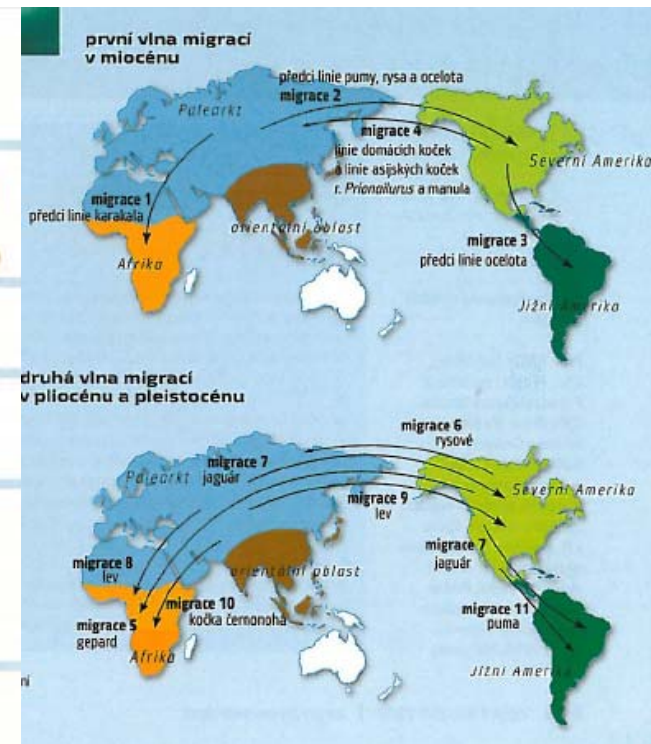 první vlna migrací
v miocénu
předci linie pumy, rysa a ocelota
migrace 2
Palearkt
migrace 4
linie domácích koček
a linie asijských koček
r. Prionailurus a manula
Severní Amerika
migrace 1
předci linie karakala
orientální oblast
Afrika
migrace 3
předci linie ocelota
Jižní Amerika
druhá vlna migrací
v pliocénu a pleistocénu
migrace 6
rysové
migrace 7
jaguár
Palearkt
migrace 9
lev
Severní Amerika
migrace 7
jaguár
migrace 8
lev
orientální oblast
migrace 10
kočka černonohá
migrace 5
gepard
Afrika
migrace 11
puma
Jižní Amerika
ní